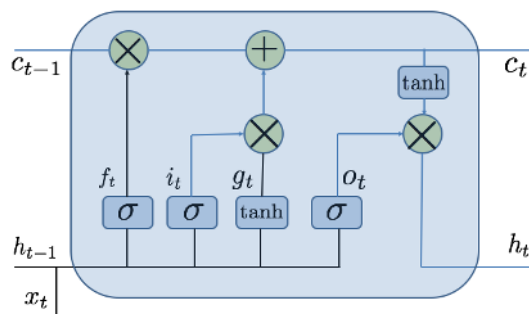 × +
c_{t-1} c_t
tanh
×  ×
f_t i_t g_t o_t
σ σ tanh σ
h_{t-1} h_t
x_t